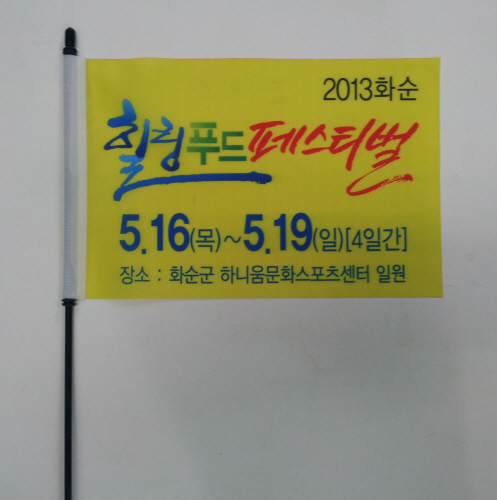 2013화순
힐링푸드페스티벌
5.16(목)~5.19(일)[4일간]
장소 : 화순군 하니움문화스포츠센터 일원